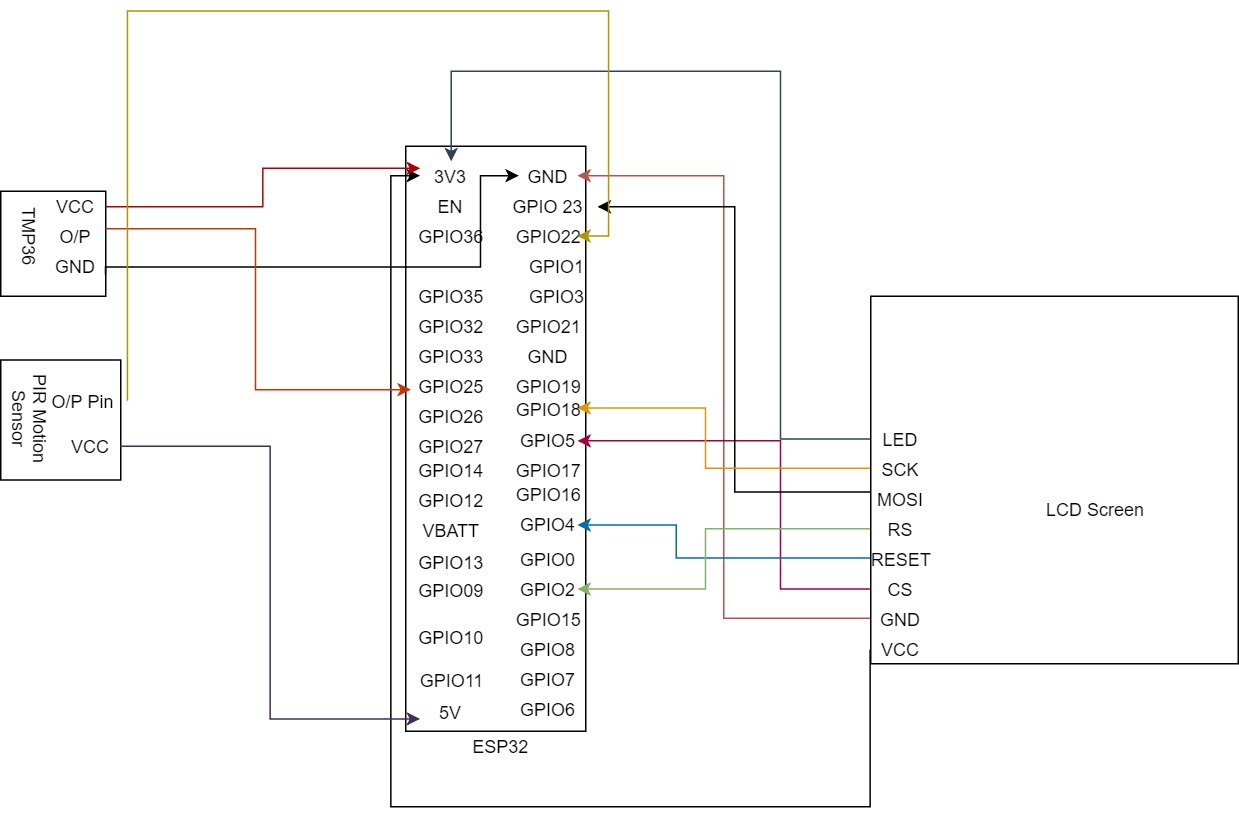 TMP36
VCC
O/P
GND
PIR Motion
Sensor
O/P Pin
VCC
3V3
EN
GPIO36
GPIO35
GPIO32
GPIO33
GPIO25
GPIO26
GPIO27
GPIO14
GPIO12
VBATT
GPIO13
GPIO09
GPIO10
GPIO11
5V
GND
GPIO 23
GPIO22
GPIO1
GPIO3
GPIO21
GND
GPIO19
GPIO18
GPIO5
GPIO17
GPIO16
GPIO4
GPIO0
GPIO2
GPIO15
GPIO8
GPIO7
GPIO6
ESP32
LED
SCK
MOSI
RS
RESET
CS
GND
VCC
LCD Screen